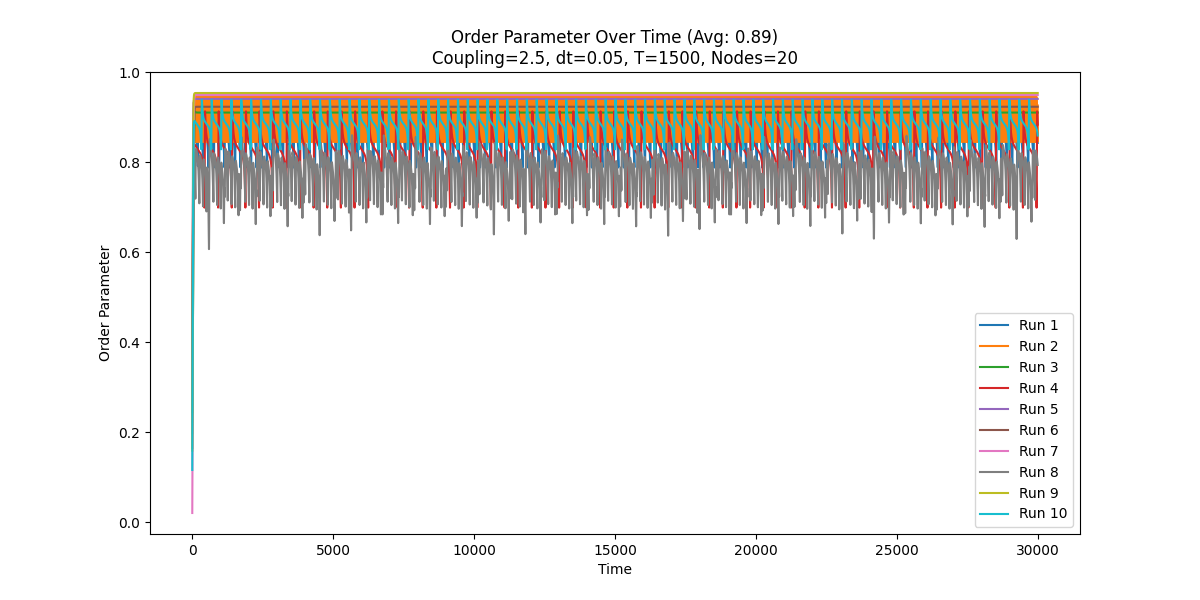 Order Parameter Over Time (Avg: 0.89)
Coupling=2.5, dt=0.05, T=1500, Nodes=20
1.0
0.8
0.6
0.4
0.2
0.0
Order Parameter
0
5000
10000
15000
20000
25000
30000
Time
Run 1
Run 2
Run 3
Run 4
Run 5
Run 6
Run 7
Run 8
Run 9
Run 10